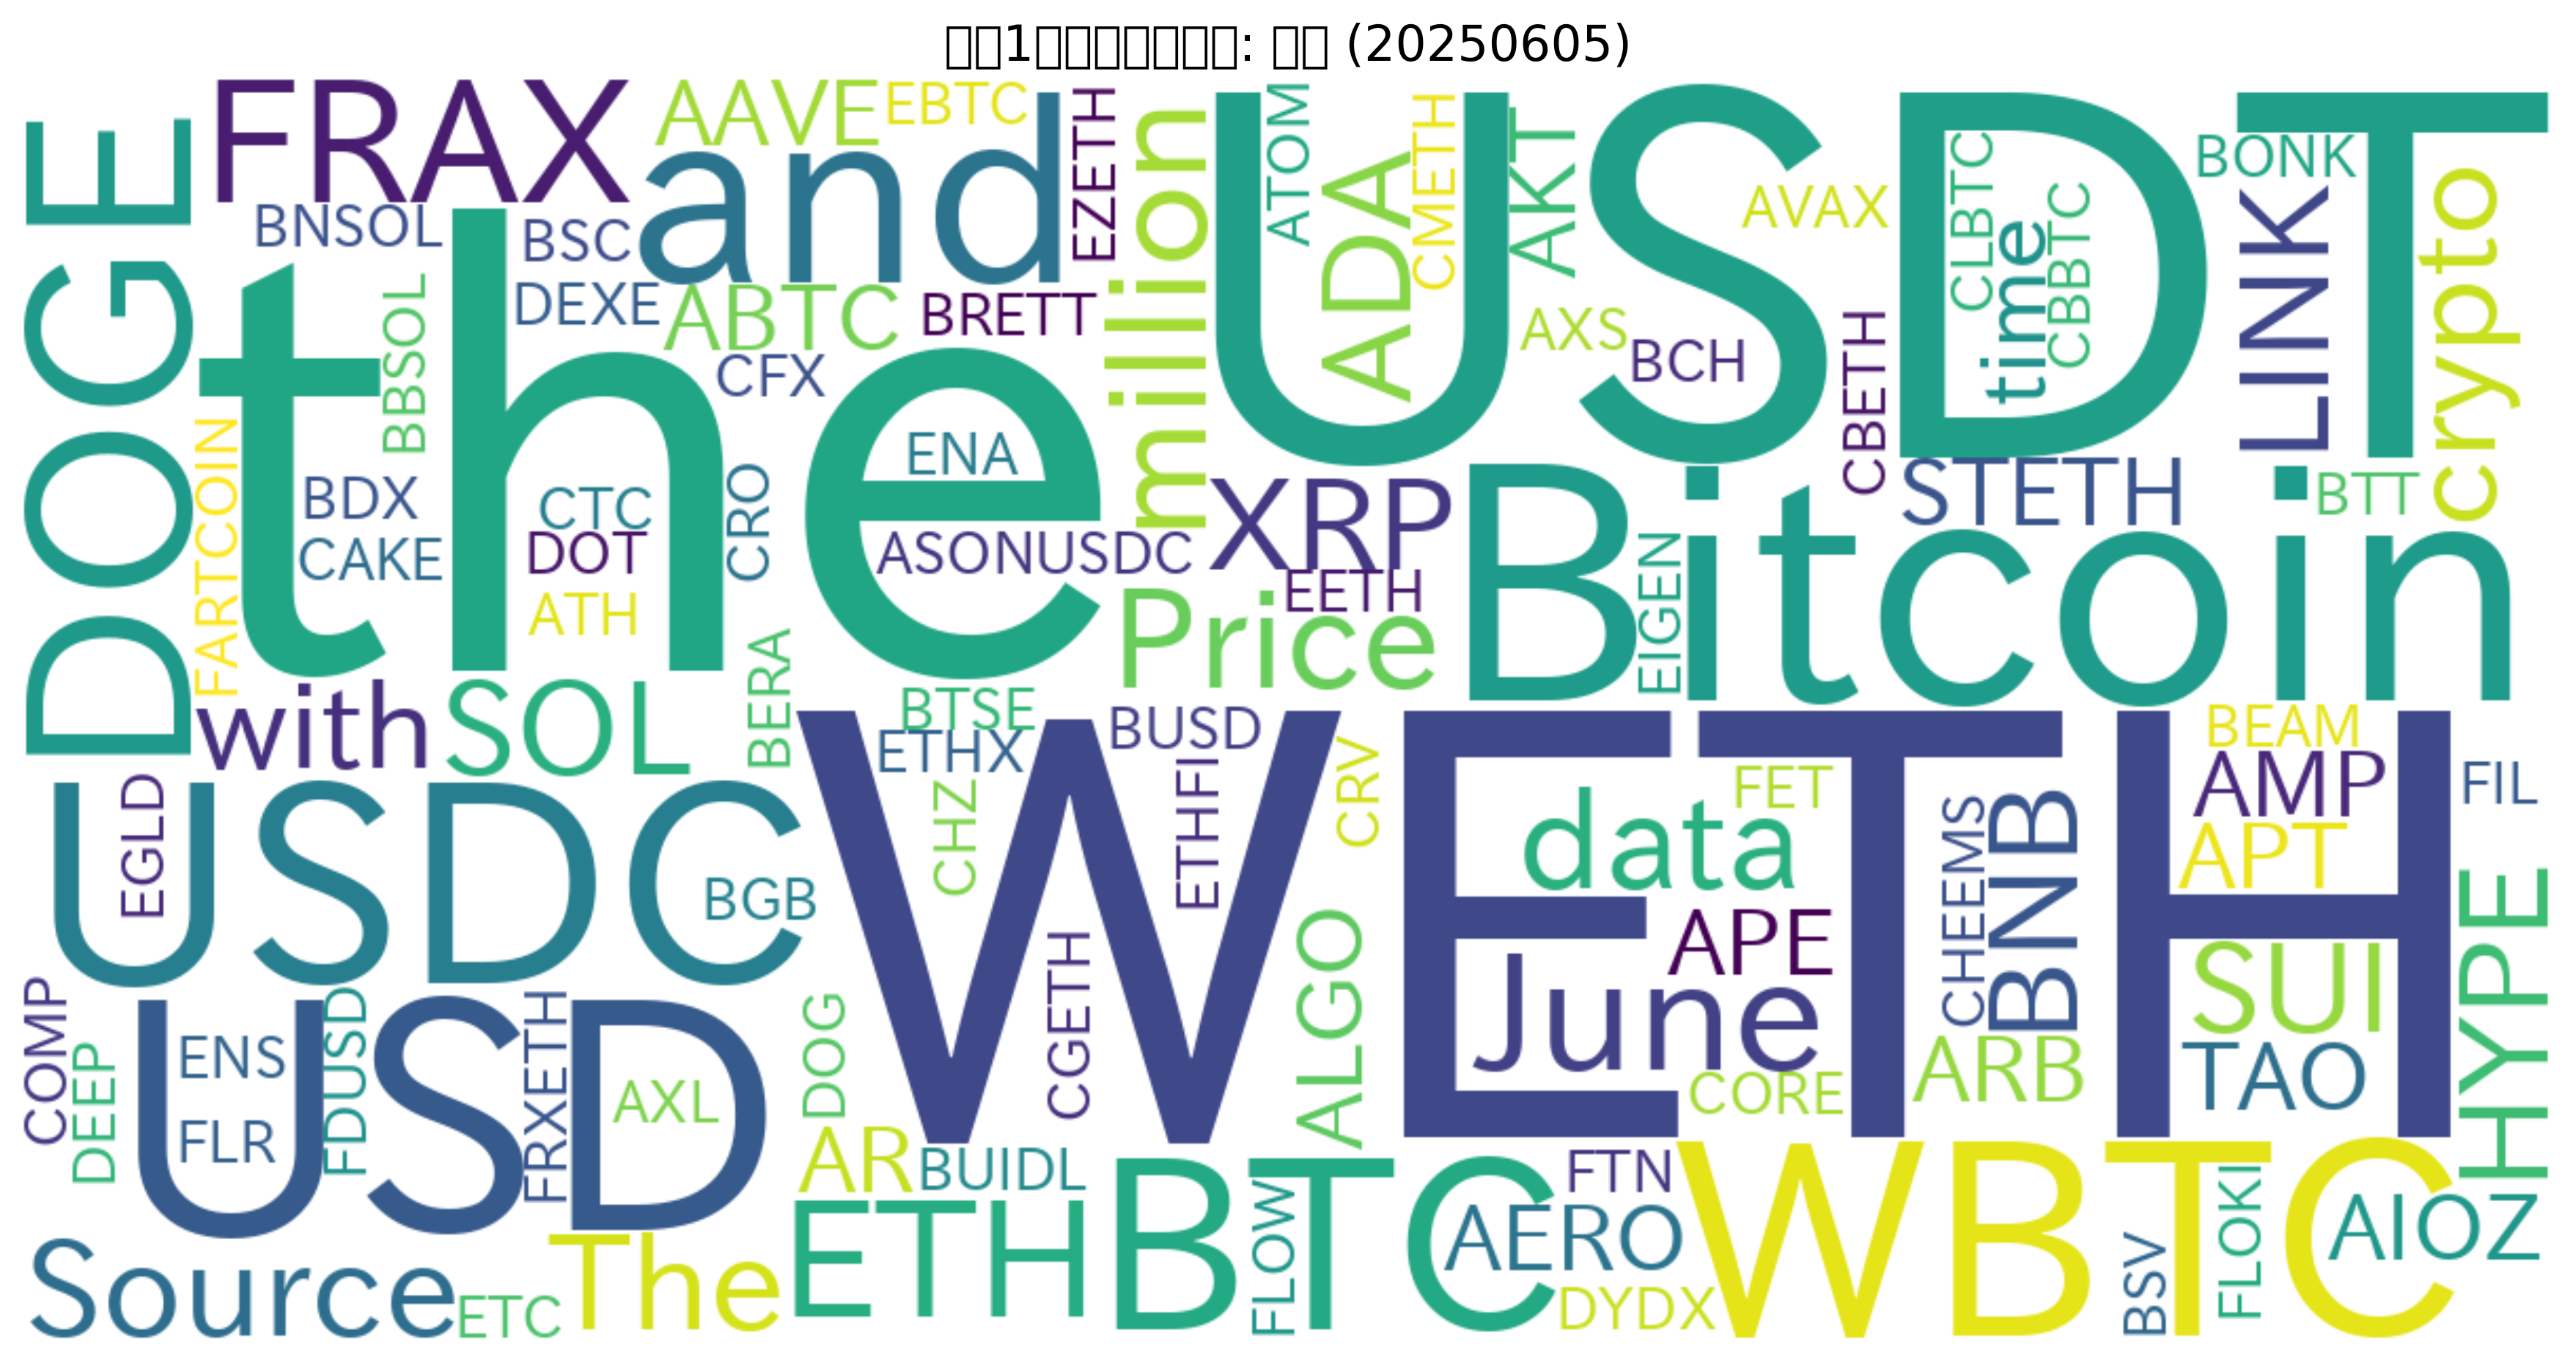 1: (20250605)
DOGE
FRAX
AAVE
EBTC
and
EZETH
million
USDT
ATOM
ADA
CMETH
AKT
AVAX
CLBTC
time
CBBTC
BONK
LINK
crypto
BNSOL
BSC
DEXE
ABTC
BRETT
the
BBSOL
CFX
AXS
BCH
CBETH
FARTCOIN
BDX
CAKE
CTC
DOT
ATH
CRO
ENA
ASONUSDC
XRP
EETH
Bitcoin
STETH
BTT
EIGEN
Price
with
SOL
BERA
BTSE
ETHX
BUSD
WETH
CHZ
ETHFI
CRV
CGETH
data
FET
BEAM
AMP
APT
FIL
CHEEMS
BNB
APE
June
CORE
ARB
SUI
TAO
HYPE
USDC
EGLD
BGB
COMP
DEEP
USD
ENS
FLR
FDUSD
FRXETH
AXL
DOG
ALGO
AR
BUIDL
FTN
Source
ETC
The
ETH
BTC
FLOW
AERO
DYDX
WBTC
BSV
FLOKI
AIOZ